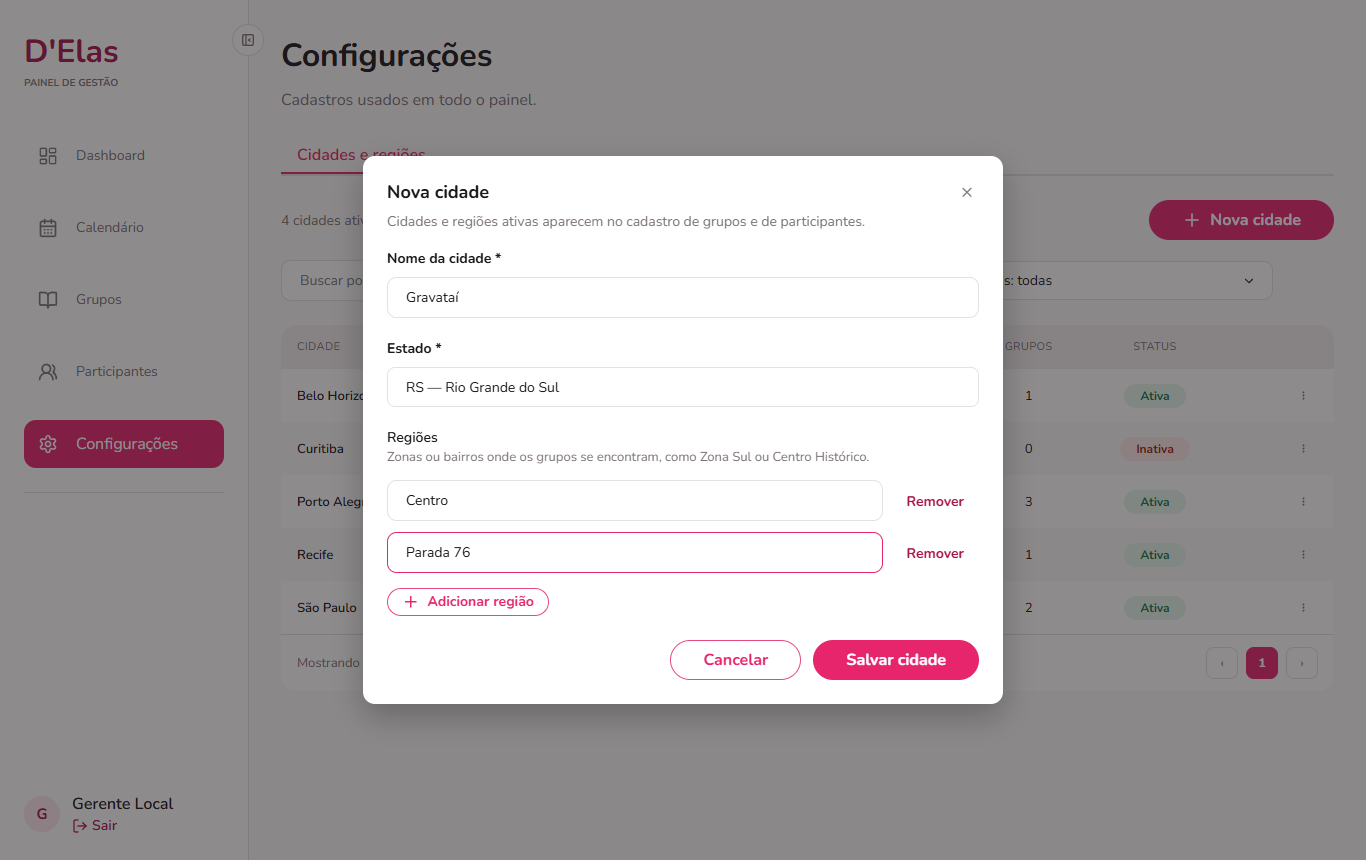 D'Elas
PAINEL DE GESTÃO
Dashboard
Calendário
Grupos
Participantes
Configurações
G
Gerente Local
Sair
Configurações
Cadastros usados em todo o painel.
Cidades e regiões
4 cidades
Nova cidade
Buscar
todas
CIDADE
GRUPOS
STATUS
Belo
1
Ativa
Curitiba
0
Inativa
Porto
3
Ativa
Recife
1
Ativa
São Paulo
2
Ativa
Mostrando
‹
1
›
Nova cidade
Cidades e regiões ativas aparecem no cadastro de grupos e de participantes.
Nome da cidade *
Gravataí
Estado *
RS — Rio Grande do Sul
Regiões
Zonas ou bairros onde os grupos se encontram, como Zona Sul ou Centro Histórico.
Centro
Remover
Parada 76
Remover
Adicionar região
Cancelar
Salvar cidade